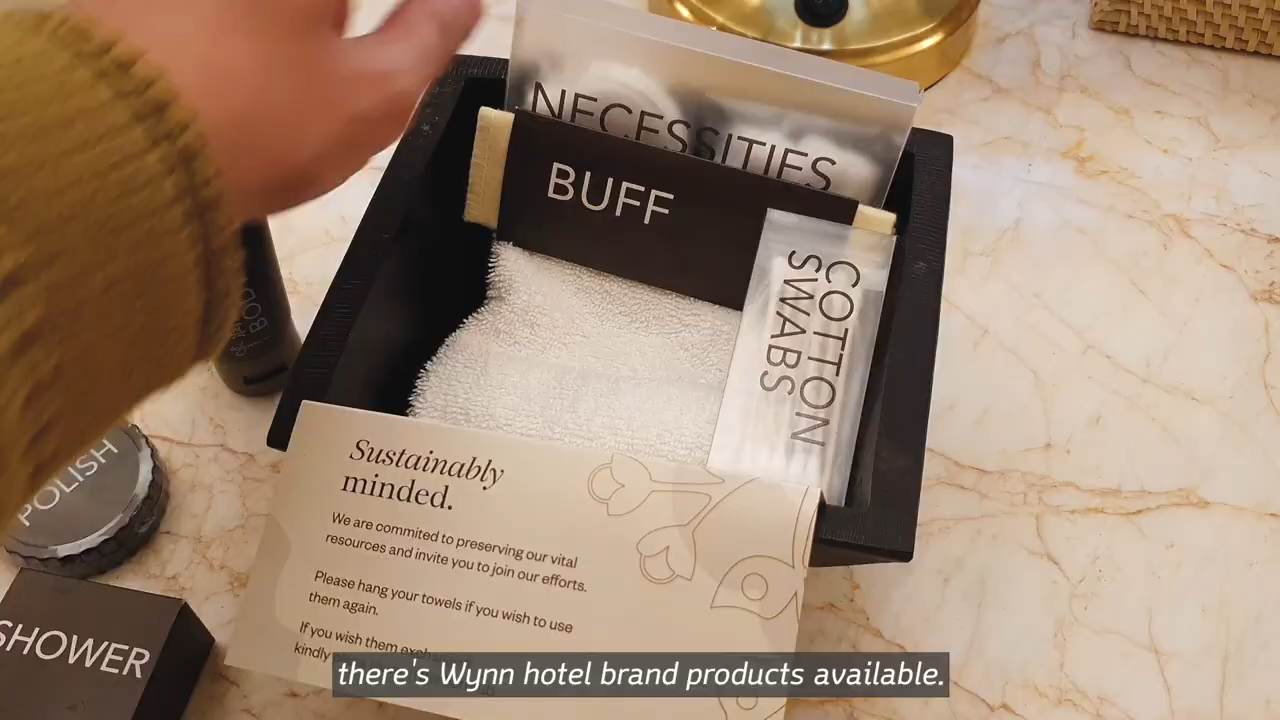 NECESSITIES
BUFF
COTTON
SWABS
BOD
POLISH
SHOWER
Sustainably
minded.
We are commited to preserving our vital
resources and invite you to join our efforts.
Please hang your towels if you wish to use
them again.
If you wish them
kindly
there's Wynn hotel brand products available.